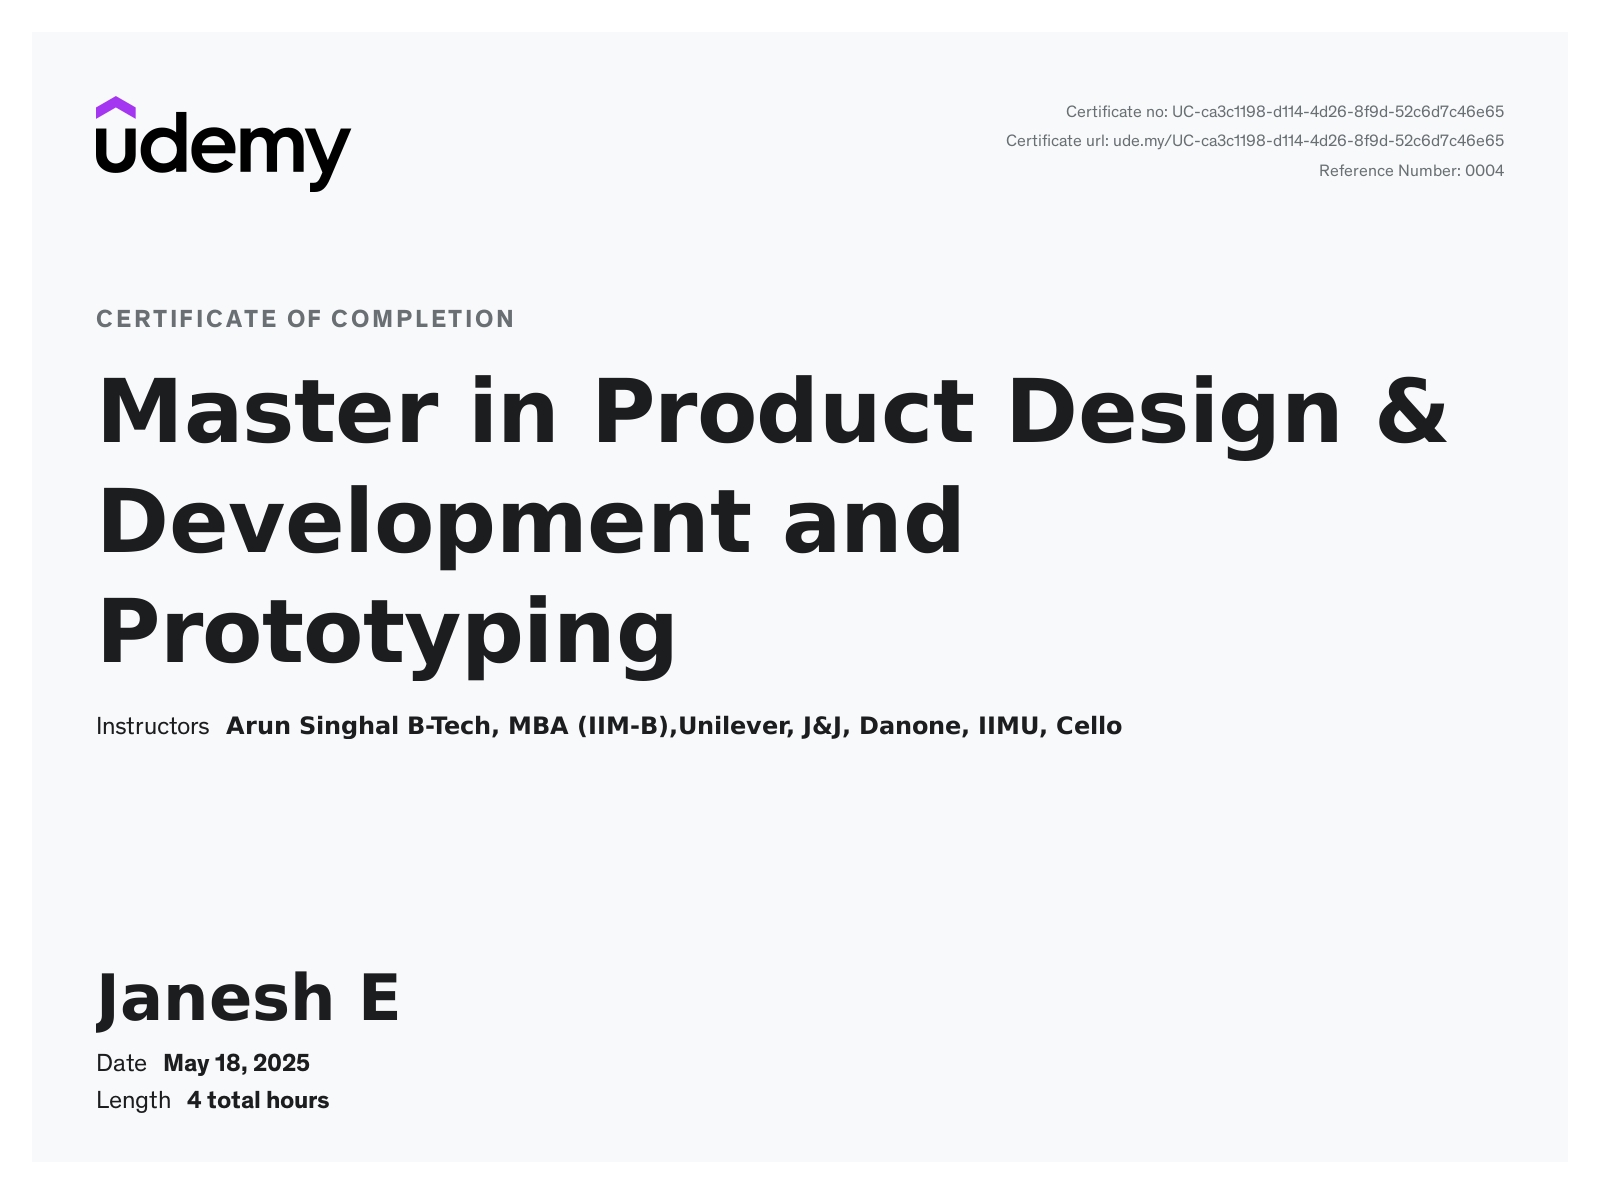 udemy
Certificate no: UC-ca3c1198-d114-4d26-8f9d-52c6d7c46e65
Certificate url: ude.my/UC-ca3c1198-d114-4d26-8f9d-52c6d7c46e65
Reference Number: 0004
CERTIFICATE OF COMPLETION
Master in Product Design &
Development and
Prototyping
Instructors Arun Singhal B-Tech, MBA (IIM-B),Unilever, J&J, Danone, IIMU, Cello
Janesh E
Date May 18, 2025
Length 4 total hours